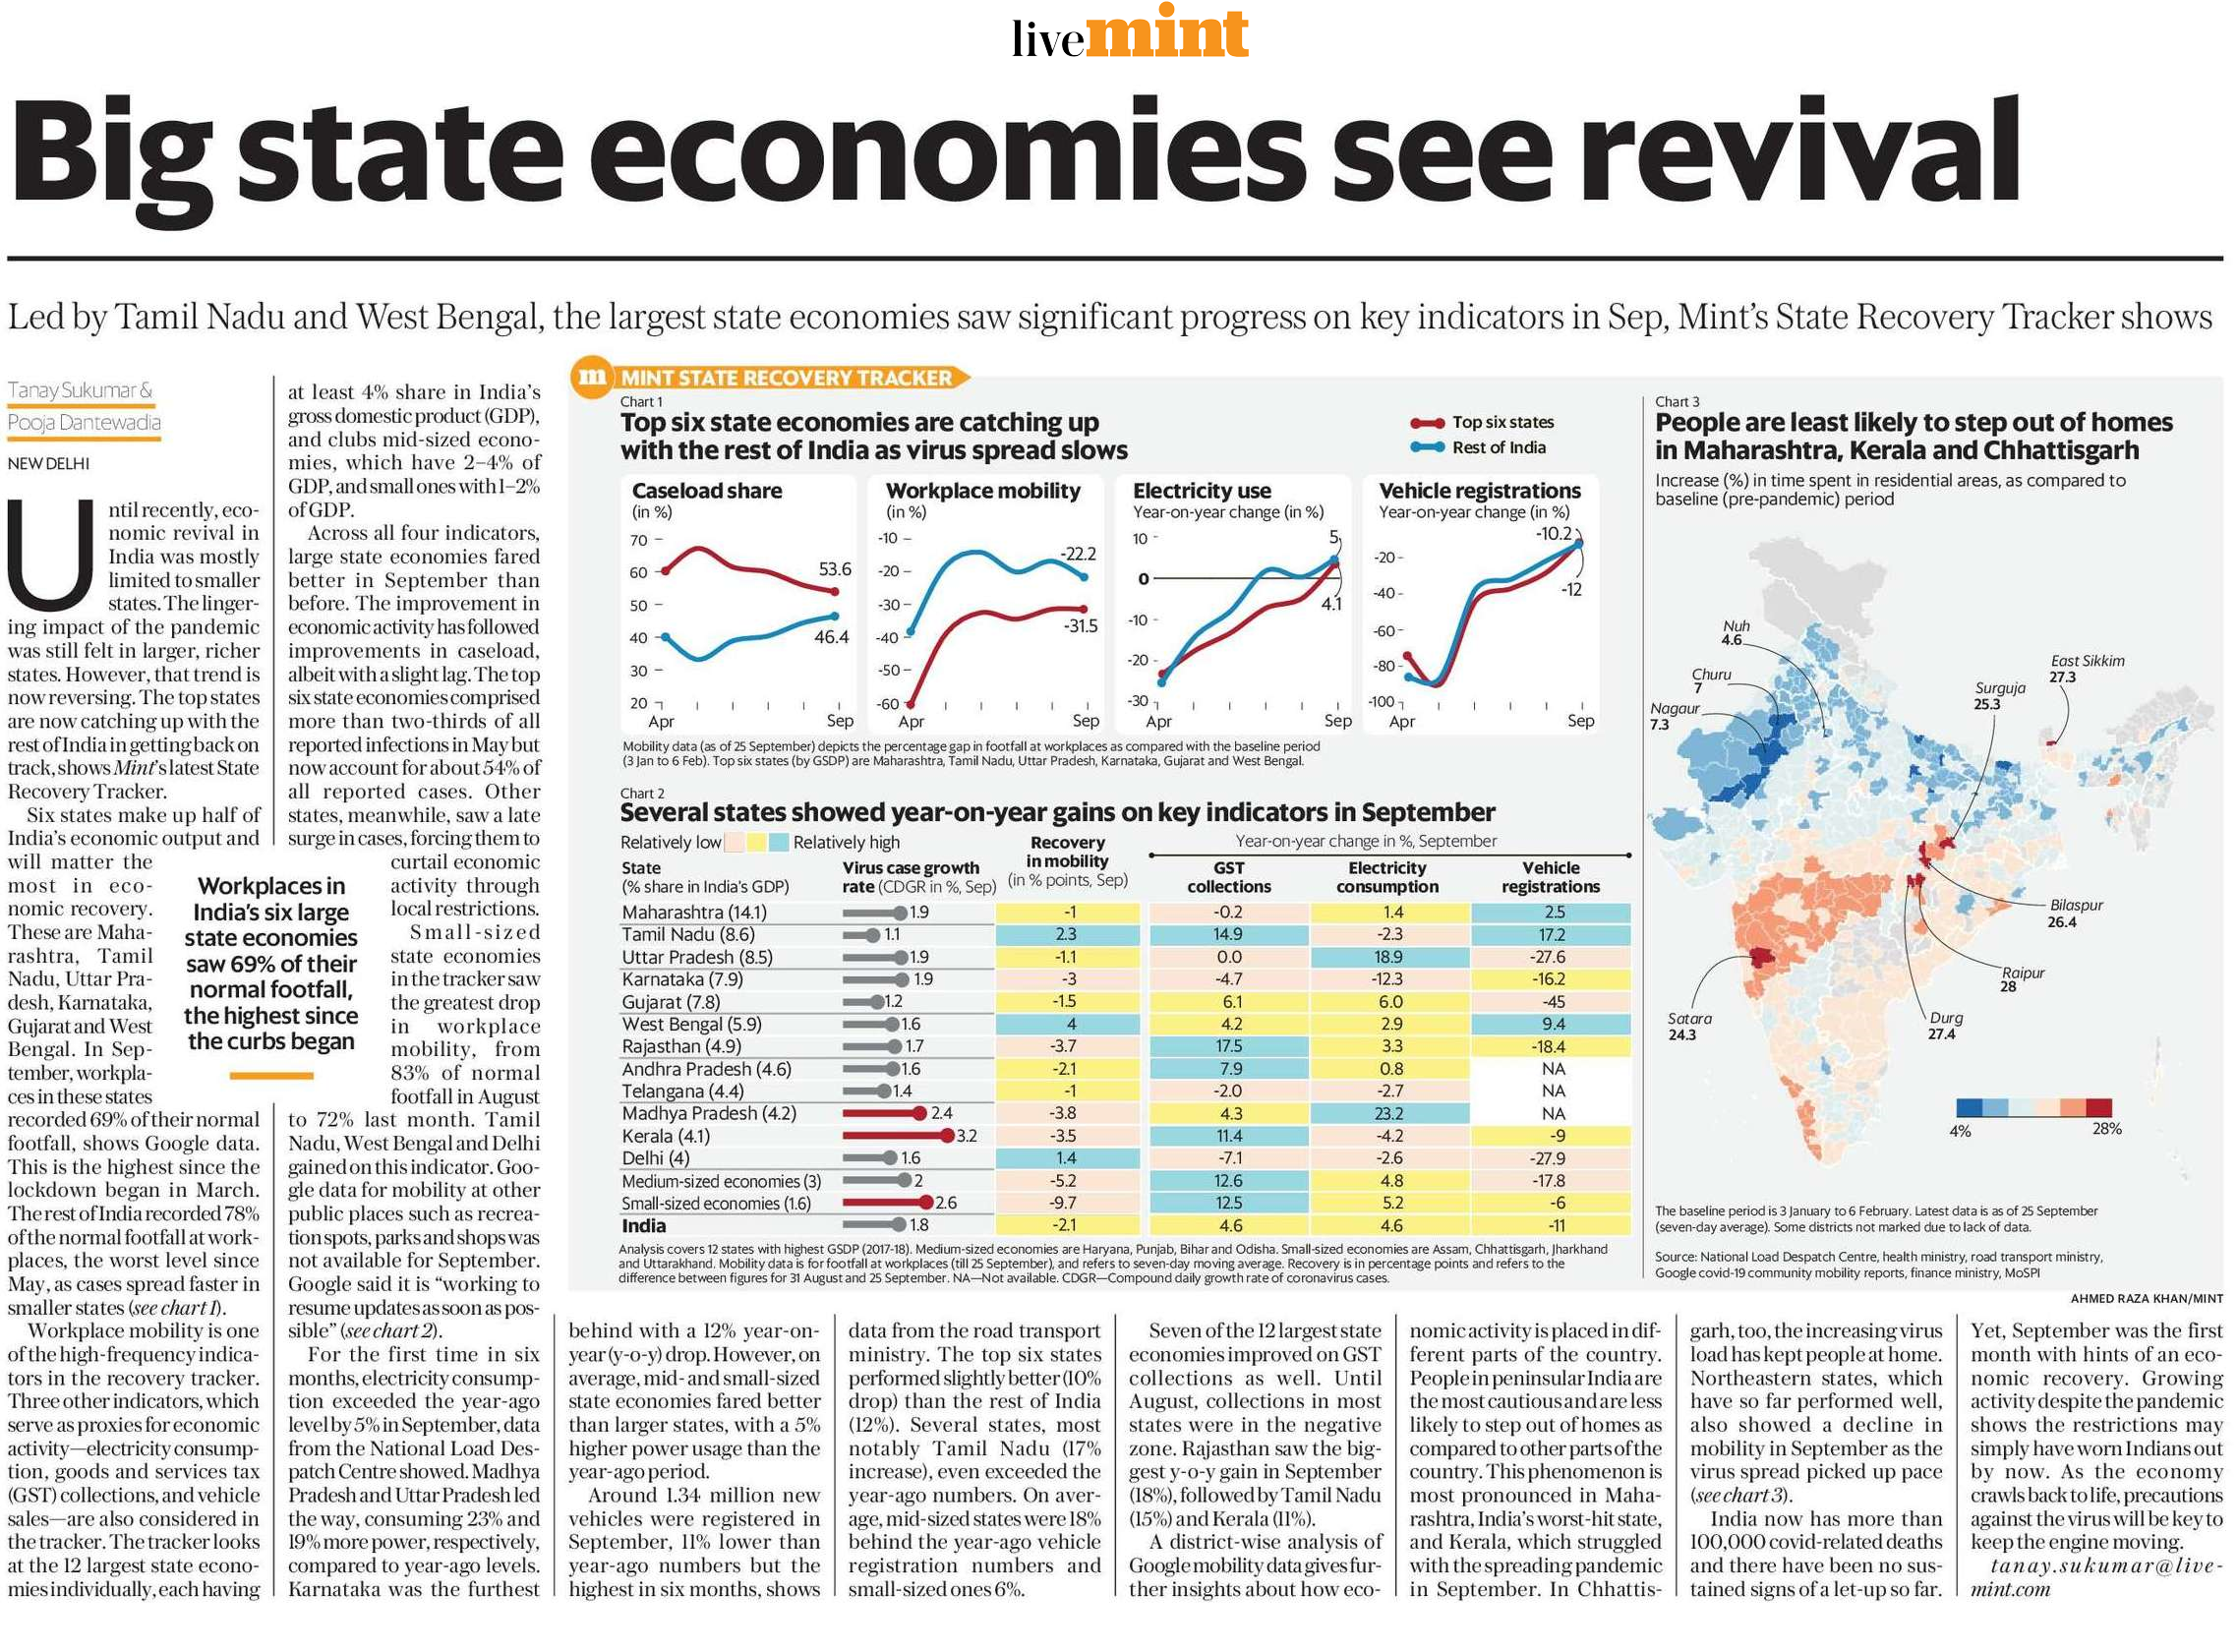 livemint
Big state economies see revival
Led by Tamil Nadu and West Bengal, the largest state economies saw significant progress on key indicators in Sep, Mint's State Recovery Tracker shows
Tanay Sukumar &
Pooja Dantewadia
NEW DELHI
Until recently, eco-
nomic revival in
India was mostly
limited to smaller
states. The linger-
ing impact of the pandemic
was still felt in larger, richer
states. However, that trend is
now reversing. The top states
are now catching up with the
rest of India in getting back on
track, shows Mint's latest State
Recovery Tracker.
Six states make up half of
India's economic output and
will matter the
most in eco-
nomic recovery.
These are Maha-
rashtra, Tamil
Nadu, Uttar Pra-
desh, Karnataka,
Gujarat and West
Bengal. In Sep-
tember, workpla-
ces in these states
recorded 69% of their normal
footfall, shows Google data.
This is the highest since the
lockdown began in March.
The rest of India recorded 78%
of the normal footfall at work-
places, the worst level since
May, as cases spread faster in
smaller states (see chart 1).
Workplace mobility is one
of the high-frequency indica-
tors in the recovery tracker.
Three other indicators, which
serve as proxies for economic
activity—electricity consump-
tion, goods and services tax
(GST) collections, and vehicle
sales—are also considered in
the tracker. The tracker looks
at the 12 largest state econo-
mies individually, each having
Workplaces in
India's six large
state economies
saw 69% of their
normal footfall,
the highest since
the curbs began
at least 4% share in India's
gross domestic product (GDP),
and clubs mid-sized econo-
mies, which have 2-4% of
GDP, and small ones with 1-2%
of GDP.
Across all four indicators,
large state economies fared
better in September than
before. The improvement in
economic activity has followed
improvements in caseload,
albeit with a slight lag. The top
six state economies comprised
more than two-thirds of all
reported infections in May but
now account for about 54% of
all reported cases. Other
states, meanwhile, saw a late
surge in cases, forcing them to
curtail economic
activity through
local restrictions.
Small-sized
state economies
in the tracker saw
the greatest drop
in workplace
mobility, from
83% of normal
footfall in August
to 72% last month. Tamil
Nadu, West Bengal and Delhi
gained on this indicator. Goo-
gle data for mobility at other
public places such as recrea-
tion spots, parks and shops was
not available for September.
Google said it is "working to
resume updates as soon as pos-
sible" (see chart 2).
For the first time in six
months, electricity consump-
tion exceeded the year-ago
level by 5% in September, data
from the National Load Des-
patch Centre showed. Madhya
Pradesh and Uttar Pradesh led
the way, consuming 23% and
19% more power, respectively,
compared to year-ago levels.
Karnataka was the furthest
m MINT STATE RECOVERY TRACKER
Chart 1
Top six state economies are catching up
with the rest of India as virus spread slows
Top six states
Rest of India
Caseload share
(in %)
70
60
50
40
30
20
53.6
46.4
Apr Sep
Workplace mobility
(in %)
-10
-20
-30
-40
-50
-60
-22.2
-31.5
Apr Sep
Electricity use
Year-on-year change (in %)
10
0
-10
-20
-30
5
4.1
Apr Sep
Vehicle registrations
Year-on-year change (in %)
-20
-40
-60
-80
-100
-10.2
-12
Apr Sep
Mobility data (as of 25 September) depicts the percentage gap in footfall at workplaces as compared with the baseline period
(3 Jan to 6 Feb). Top six states (by GSDP) are Maharashtra, Tamil Nadu, Uttar Pradesh, Karnataka, Gujarat and West Bengal.
Chart 2
Several states showed year-on-year gains on key indicators in September
Relatively low Relatively high
State
(% share in India's GDP)
Virus case growth
rate (CDGR in %, Sep)
Recovery
in mobility
(in % points, Sep)
Year-on-year change in %, September
GST
collections
Electricity
consumption
Vehicle
registrations
Maharashtra (14.1) 1.9 -1 -0.2 1.4 2.5
Tamil Nadu (8.6) 1.1 2.3 14.9 -2.3 17.2
Uttar Pradesh (8.5) 1.9 -1.1 0.0 18.9 -27.6
Karnataka (7.9) 1.9 -3 -4.7 -12.3 -16.2
Gujarat (7.8) 1.2 -1.5 6.1 6.0 -45
West Bengal (5.9) 1.6 4 4.2 2.9 9.4
Rajasthan (4.9) 1.7 -3.7 17.5 3.3 -18.4
Andhra Pradesh (4.6) 1.6 -2.1 7.9 0.8 NA
Telangana (4.4) 1.4 -1 -2.0 -2.7 NA
Madhya Pradesh (4.2) 2.4 -3.8 4.3 23.2 NA
Kerala (4.1) 3.2 -3.5 11.4 -4.2 -9
Delhi (4) 1.6 1.4 -7.1 -2.6 -27.9
Medium-sized economies (3) 2 -5.2 12.6 4.8 -17.8
Small-sized economies (1.6) 2.6 -9.7 12.5 5.2 -6
India 1.8 -2.1 4.6 4.6 -11
Analysis covers 12 states with highest GSDP (2017-18). Medium-sized economies are Haryana, Punjab, Bihar and Odisha. Small-sized economies are Assam, Chhattisgarh, Jharkhand
and Uttarakhand. Mobility data is for footfall at workplaces (till 25 September), and refers to seven-day moving average. Recovery is in percentage points and refers to the
difference between figures for 31 August and 25 September. NA—Not available. CDGR—Compound daily growth rate of coronavirus cases.
Chart 3
People are least likely to step out of homes
in Maharashtra, Kerala and Chhattisgarh
Increase (%) in time spent in residential areas, as compared to
baseline (pre-pandemic) period
Nuh
4.6
Churu
7
Nagaur
7.3
East Sikkim
27.3
Surguja
25.3
Bilaspur
26.4
Raipur
28
Durg
27.4
Satara
24.3
4% 28%
The baseline period is 3 January to 6 February. Latest data is as of 25 September
(seven-day average). Some districts not marked due to lack of data.
Source: National Load Despatch Centre, health ministry, road transport ministry,
Google covid-19 community mobility reports, finance ministry, MoSPI
AHMED RAZA KHAN/MINT
behind with a 12% year-on-
year (y-o-y) drop. However, on
average, mid- and small-sized
state economies fared better
than larger states, with a 5%
higher power usage than the
year-ago period.
Around 1.34 million new
vehicles were registered in
September, 11% lower than
year-ago numbers but the
highest in six months, shows
data from the road transport
ministry. The top six states
performed slightly better (10%
drop) than the rest of India
(12%). Several states, most
notably Tamil Nadu (17%
increase), even exceeded the
year-ago numbers. On aver-
age, mid-sized states were 18%
behind the year-ago vehicle
registration numbers and
small-sized ones 6%.
Seven of the 12 largest state
economies improved on GST
collections as well. Until
August, collections in most
states were in the negative
zone. Rajasthan saw the big-
gest y-o-y gain in September
(18%), followed by Tamil Nadu
(15%) and Kerala (11%).
A district-wise analysis of
Google mobility data gives fur-
ther insights about how eco-
nomic activity is placed in dif-
ferent parts of the country.
People in peninsular India are
the most cautious and are less
likely to step out of homes as
compared to other parts of the
country. This phenomenon is
most pronounced in Maha-
rashtra, India's worst-hit state,
and Kerala, which struggled
with the spreading pandemic
in September. In Chhattis-
garh, too, the increasing virus
load has kept people at home.
Northeastern states, which
have so far performed well,
also showed a decline in
mobility in September as the
virus spread picked up pace
(see chart 3).
India now has more than
100,000 covid-related deaths
and there have been no sus-
tained signs of a let-up so far.
Yet, September was the first
month with hints of an eco-
nomic recovery. Growing
activity despite the pandemic
shows the restrictions may
simply have worn Indians out
by now. As the economy
crawls back to life, precautions
against the virus will be key to
keep the engine moving.
tanay.sukumar@live-
mint.com